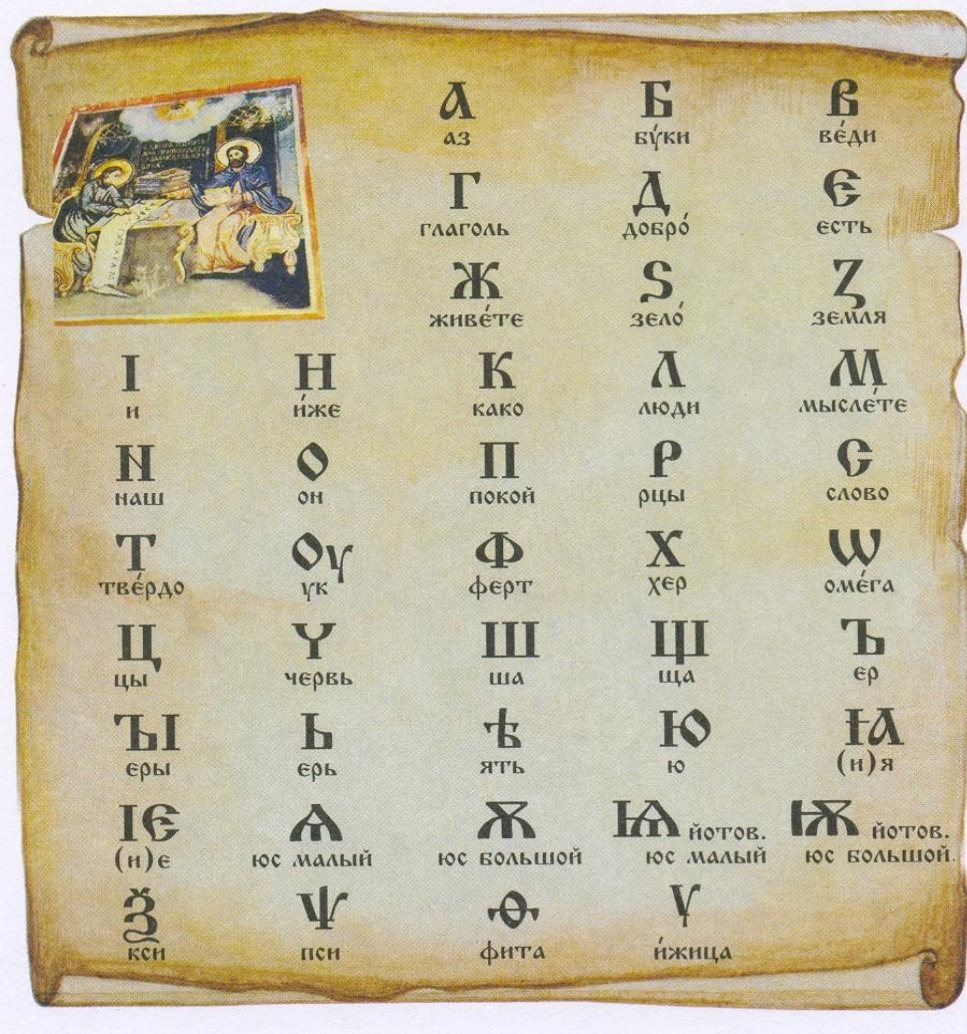 А Б В
аз бу́ки ве́ди
Г Д Є
глаголь добро́ єсть
Ж Ѕ Ꙁ
живе́те зело́ земля
І Н К Л М
и и́же како люди мысле́те
N О П Р С
наш он покой рцы слово
Т Оу Ф Х Ѡ
тве́рдо ук ферт хер оме́га
Ц Ч Ш Щ Ъ
цы червь ша ща ер
ЪІ Ь Ѣ Ю Ꙗ
еры ерь ять ю (и)я
Ѥ Ѧ Ѫ Ѩ йотов. Ѭ йотов.
(и)е юс малый юс большой юс малый юс большой.
Ѯ Ѱ Ѳ Ѵ
кси пси фита и́жица